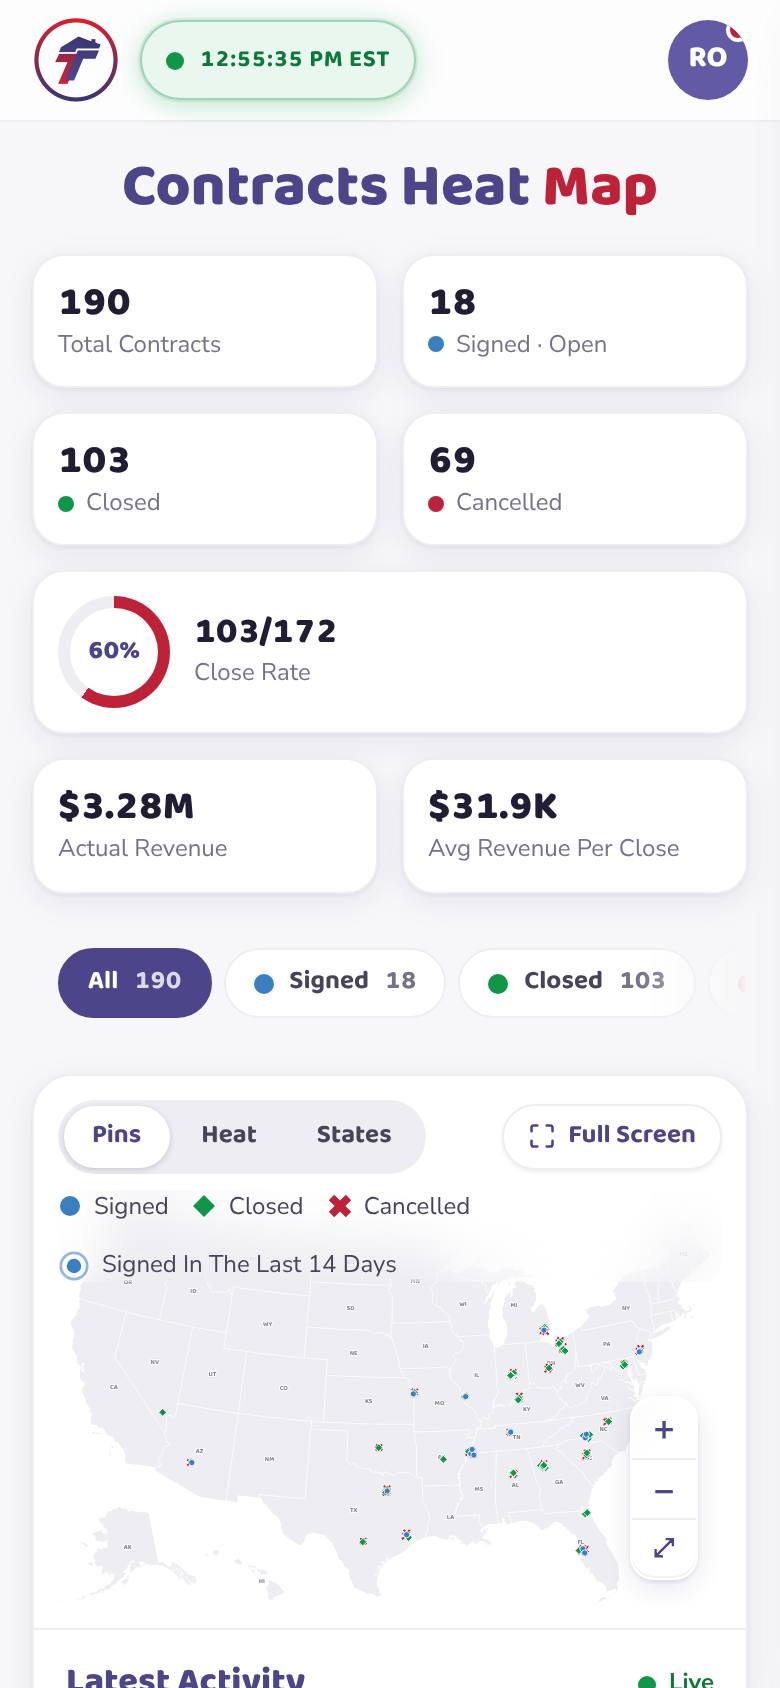 12:55:35 PM EST
RO
Contracts Heat Map
190
Total Contracts
18
Signed · Open
103
Closed
69
Cancelled
60%
103/172
Close Rate
$3.28M
Actual Revenue
$31.9K
Avg Revenue Per Close
All 190
Signed 18
Closed 103
Pins
Heat
States
Full Screen
Signed
Closed
Cancelled
Signed In The Last 14 Days
ID
SD
WI
MI
NY
WY
IA
PA
NE
NV
UT
IL
CA
CO
KS
MO
WV
VA
KY
NC
TN
AZ
NM
MS
AL
GA
TX
LA
AK
FL
HI
+
−
Latest Activity
Live